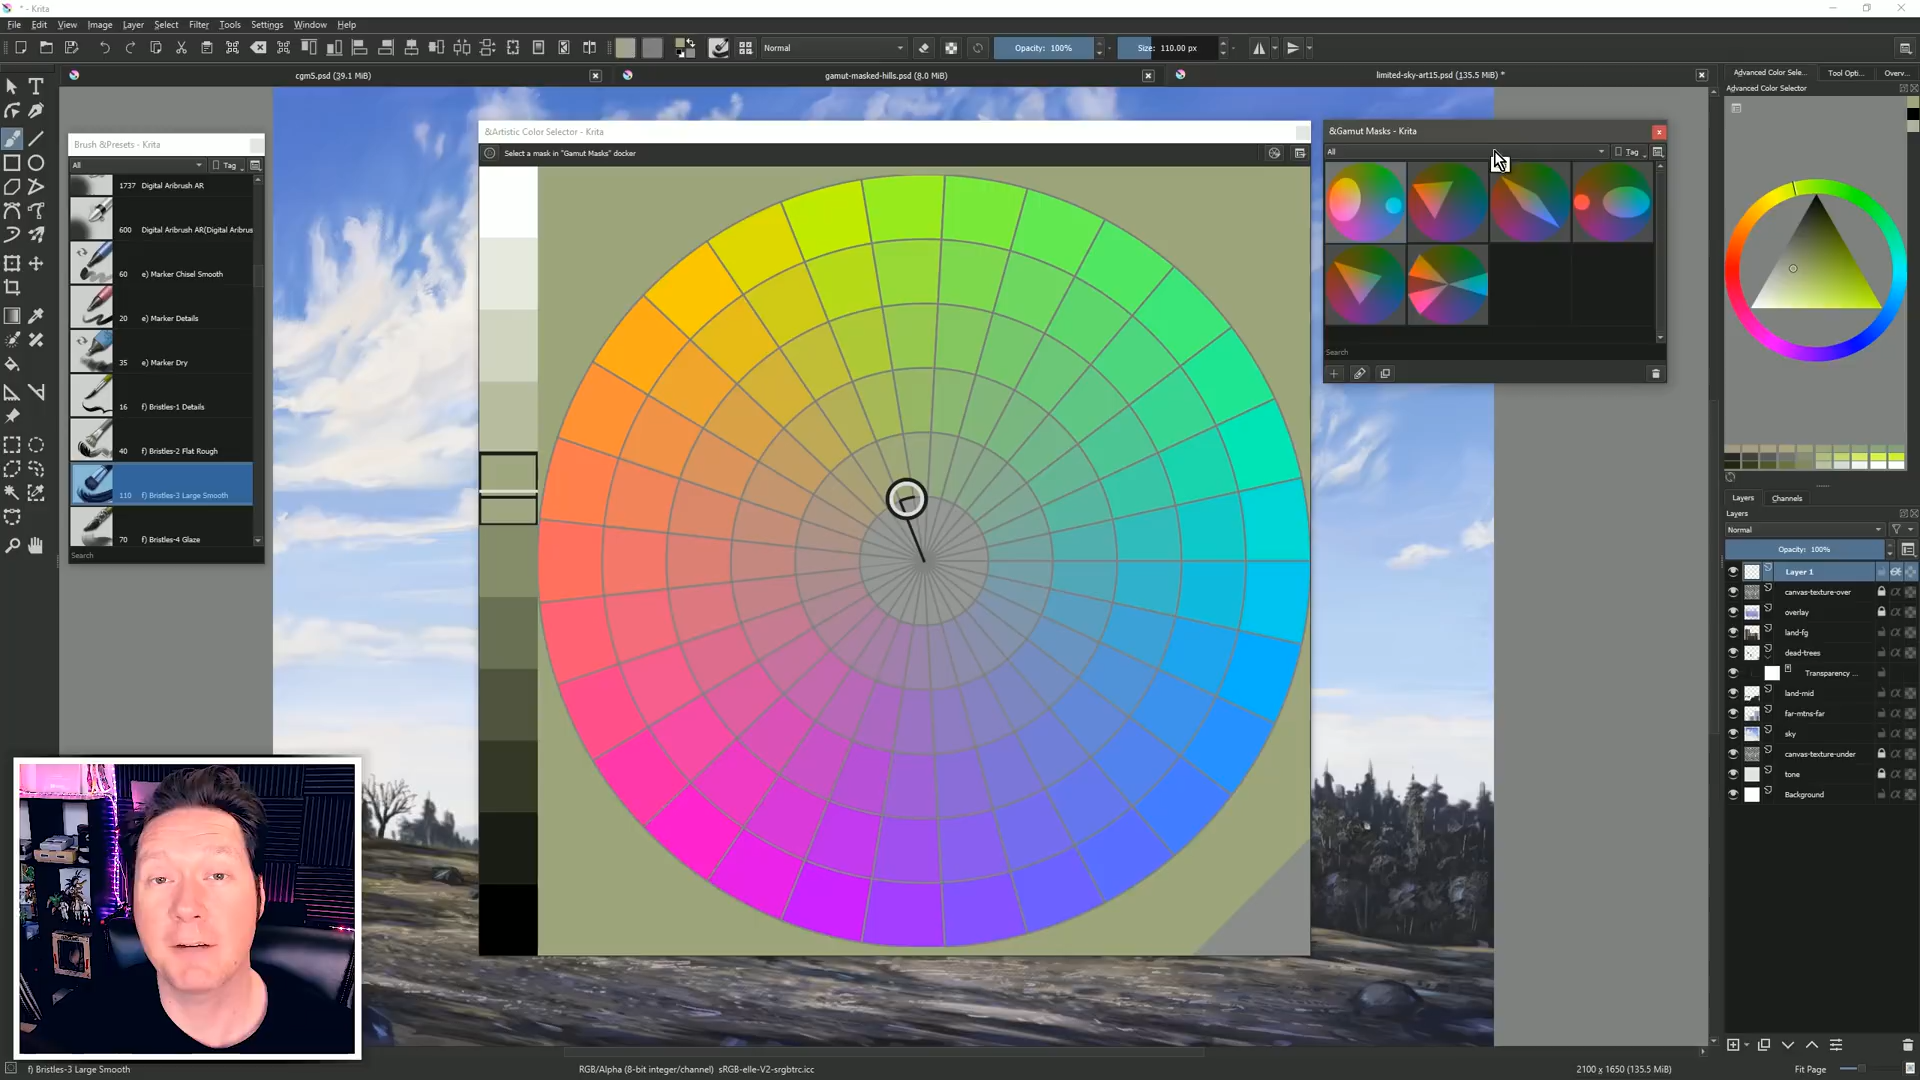 * - Krita
File Edit View Image Layer Select Filter Tools Settings Window Help
Normal
Opacity: 100%
Size: 110.00 px
cgm5.psd (39.1 MiB)
gamut-masked-hills.psd (8.0 MiB)
limited-sky-art15.psd (135.5 MiB) *
Advanced Color Sele...
Tool Opti...
Overv...
Advanced Color Selector
Brush &Presets - Krita
All
Tag
1737 Digital Airbrush AR
600 Digital Airbrush AR(Digital Airbrus
60 e) Marker Chisel Smooth
20 e) Marker Details
35 e) Marker Dry
16 f) Bristles-1 Details
40 f) Bristles-2 Flat Rough
110 f) Bristles-3 Large Smooth
70 f) Bristles-4 Glaze
Search
&Artistic Color Selector - Krita
Select a mask in "Gamut Masks" docker
&Gamut Masks - Krita
All
Tag
Search
Layers
Channels
Layers
Normal
Opacity: 100%
Layer 1
canvas-texture-over
overlay
land-fg
dead-trees
Transparency ...
land-mid
far-mtns-far
sky
canvas-texture-under
tone
Background
f) Bristles-3 Large Smooth
RGB/Alpha (8-bit integer/channel) sRGB-elle-V2-srgbtrc.icc
2100 x 1650 (135.5 MiB)
Fit Page